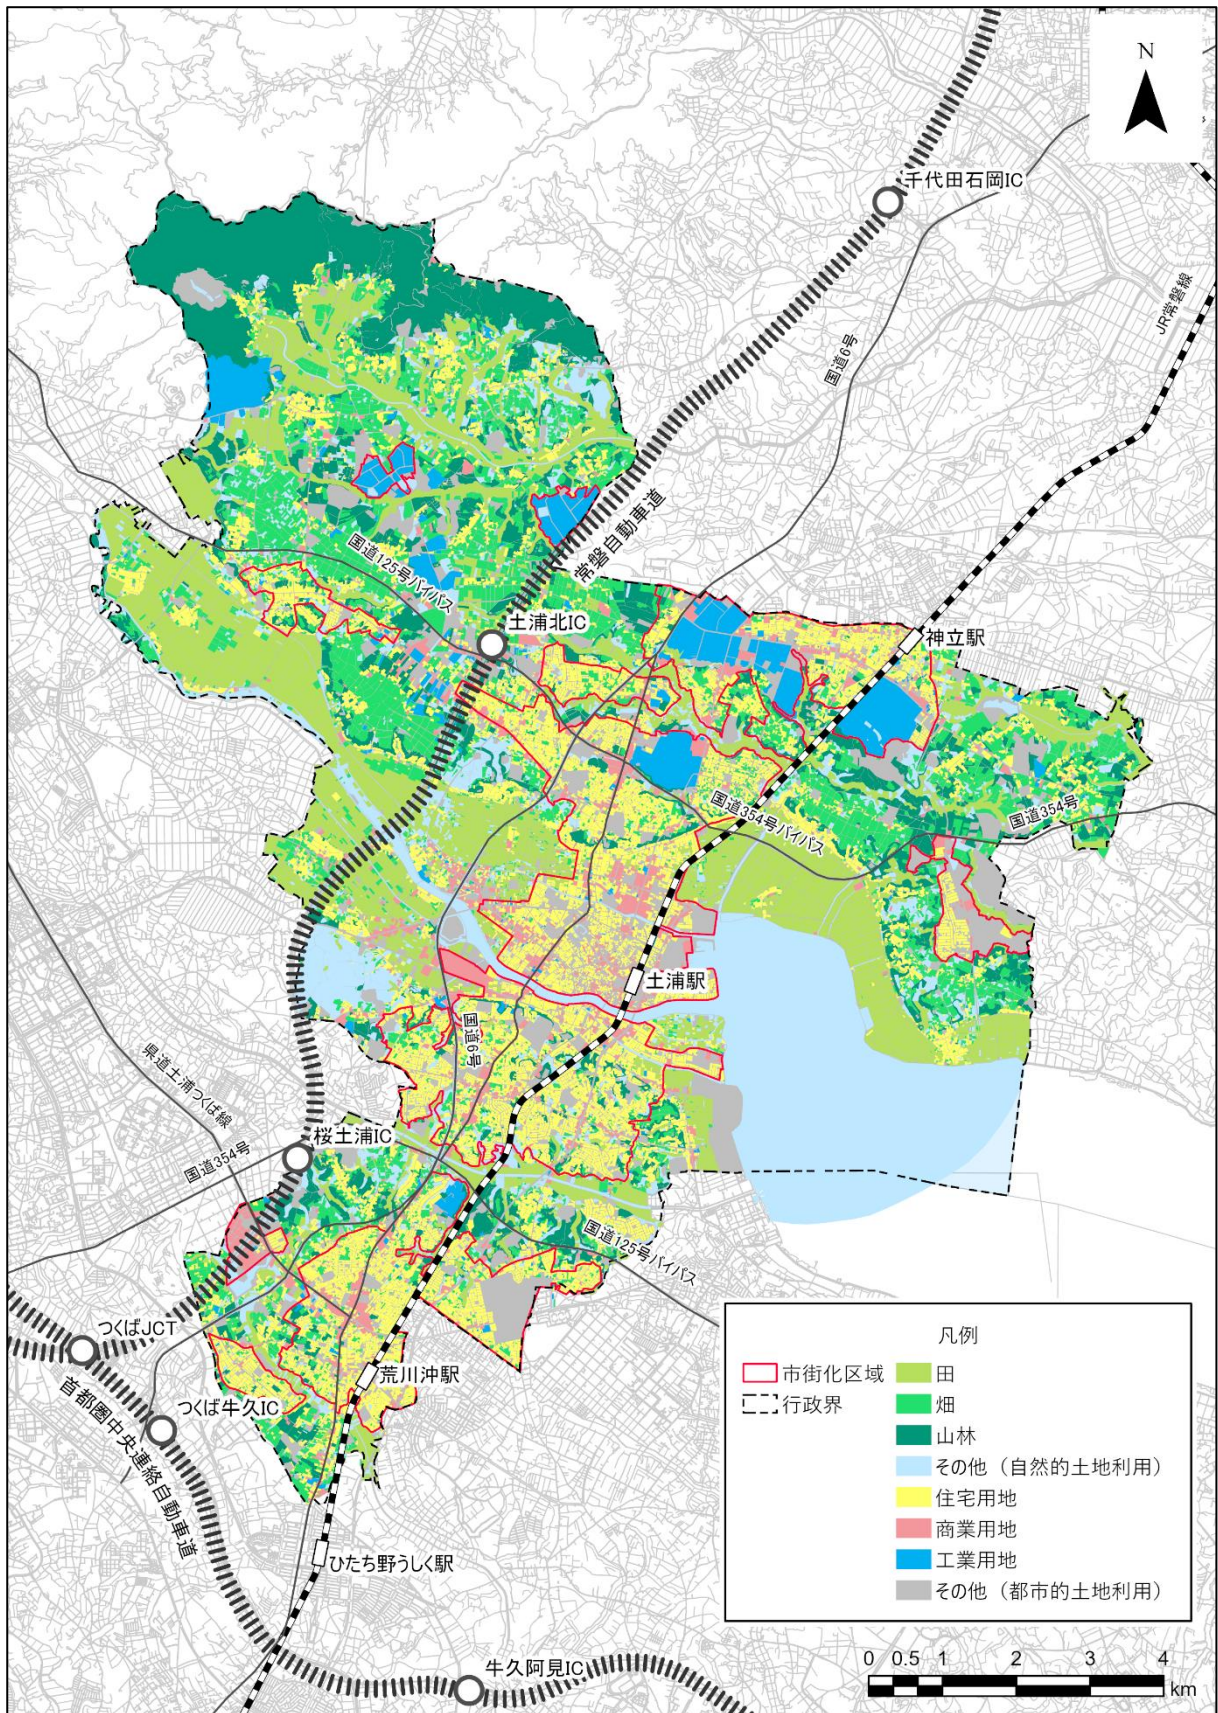 N
千代田石岡IC
JR常磐線
国道6号
常磐自動車道
国道125号バイパス
土浦北IC
神立駅
国道354号バイパス
国道354号
土浦駅
国道6号
県道土浦つくば線
国道354号
桜土浦IC
国道125号バイパス
つくばJCT
荒川沖駅
つくば牛久IC
首都圏中央連絡自動車道
ひたち野うしく駅
牛久阿見IC
凡例
市街化区域
行政界
田
畑
山林
その他（自然的土地利用）
住宅用地
商業用地
工業用地
その他（都市的土地利用）
0 0.5 1 2 3 4
km